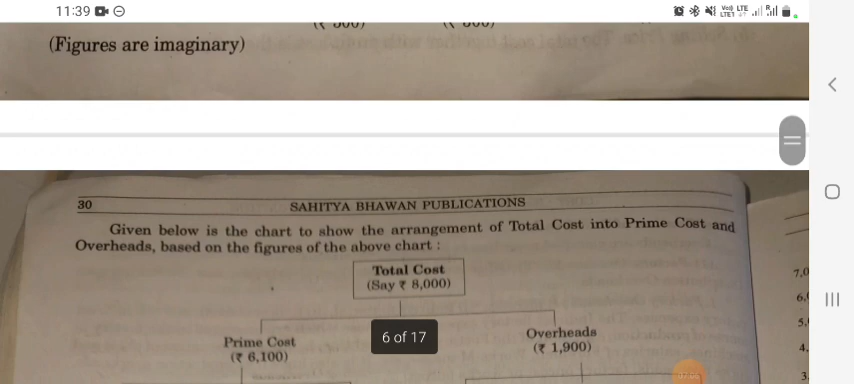 11:39
(Figures are imaginary)
30
SAHITYA BHAWAN PUBLICATIONS
Given below is the chart to show the arrangement of Total Cost into Prime Cost and
Overheads, based on the figures of the above chart :
Total Cost
(Say ₹ 8,000)
Prime Cost
(₹ 6,100)
6 of 17
Overheads
(₹ 1,900)